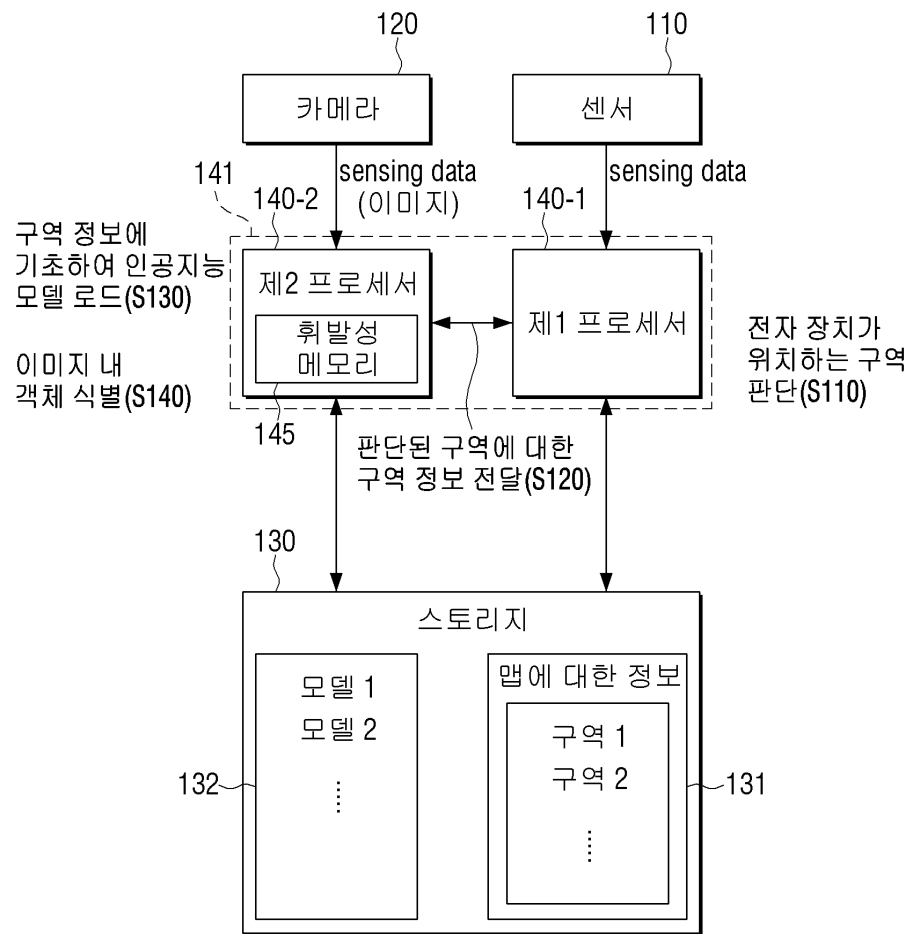 120
110
카메라
센서
sensing data
(이미지)
sensing data
141
140-2
140-1
구역 정보에
기초하여 인공지능
모델 로드(S130)
제2 프로세서
휘발성
메모리
제1 프로세서
이미지 내
객체 식별(S140)
전자 장치가
위치하는 구역
판단(S110)
145
판단된 구역에 대한
구역 정보 전달(S120)
130
스토리지
모델 1
모델 2
맵에 대한 정보
구역 1
구역 2
132
131